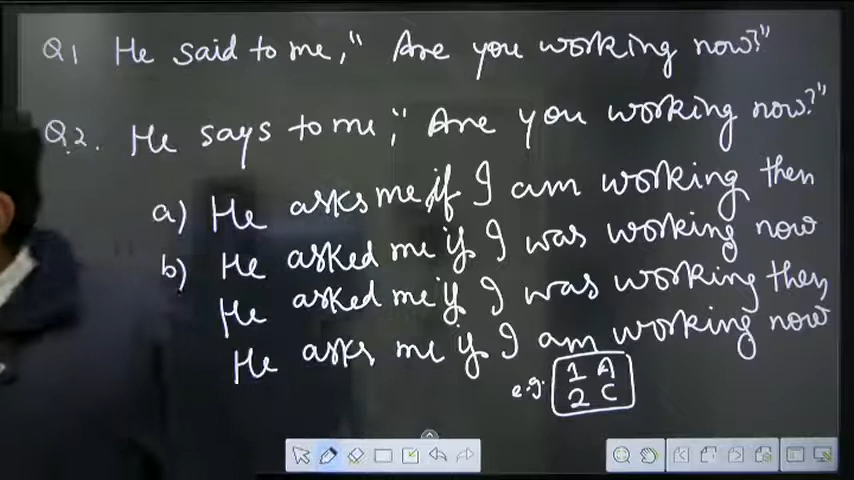 Q1 He said to me," Are you working now?"
Q.2. He says to me," Are you working now?"
a) He asks me if I am working then
b) He asked me if I was working now
He asked me if I was working then,
He asks me if I am working now
e.g. 1 A
2 C